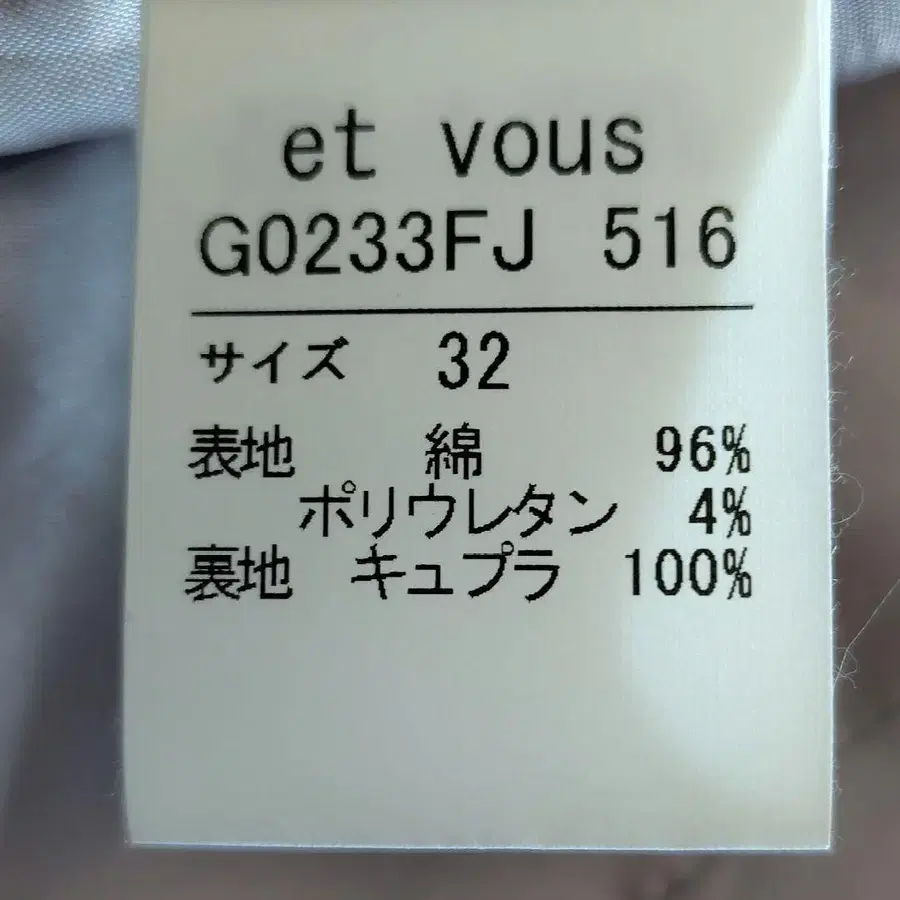 et vous
G0233FJ 516
サイズ 32
表地 綿 96%
ポリウレタン 4%
裏地 キュプラ 100%